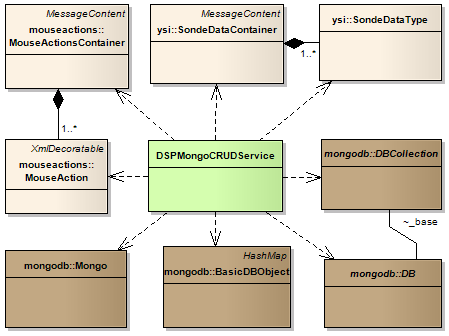 MessageContent
mouseactions::
MouseActionsContainer
MessageContent
ysi::SondeDataContainer
ysi::SondeDataType
1..*
1..*
XmlDecoratable
mouseactions::
MouseAction
DSPMongoCRUDService
mongodb::DBCollection
~_base
mongodb::Mongo
HashMap
mongodb::BasicDBObject
mongodb::DB